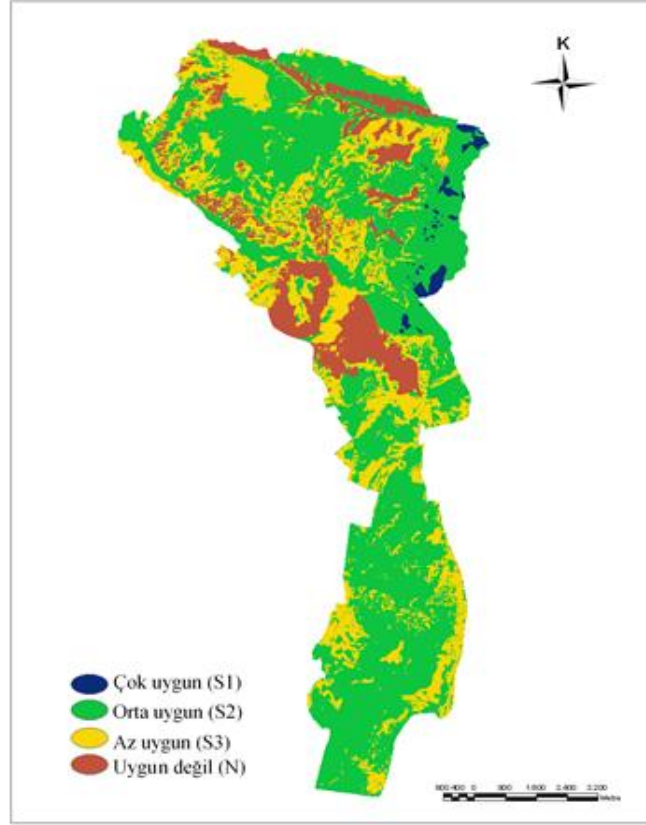 K
Çok uygun (S1)
Orta uygun (S2)
Az uygun (S3)
Uygun değil (N)